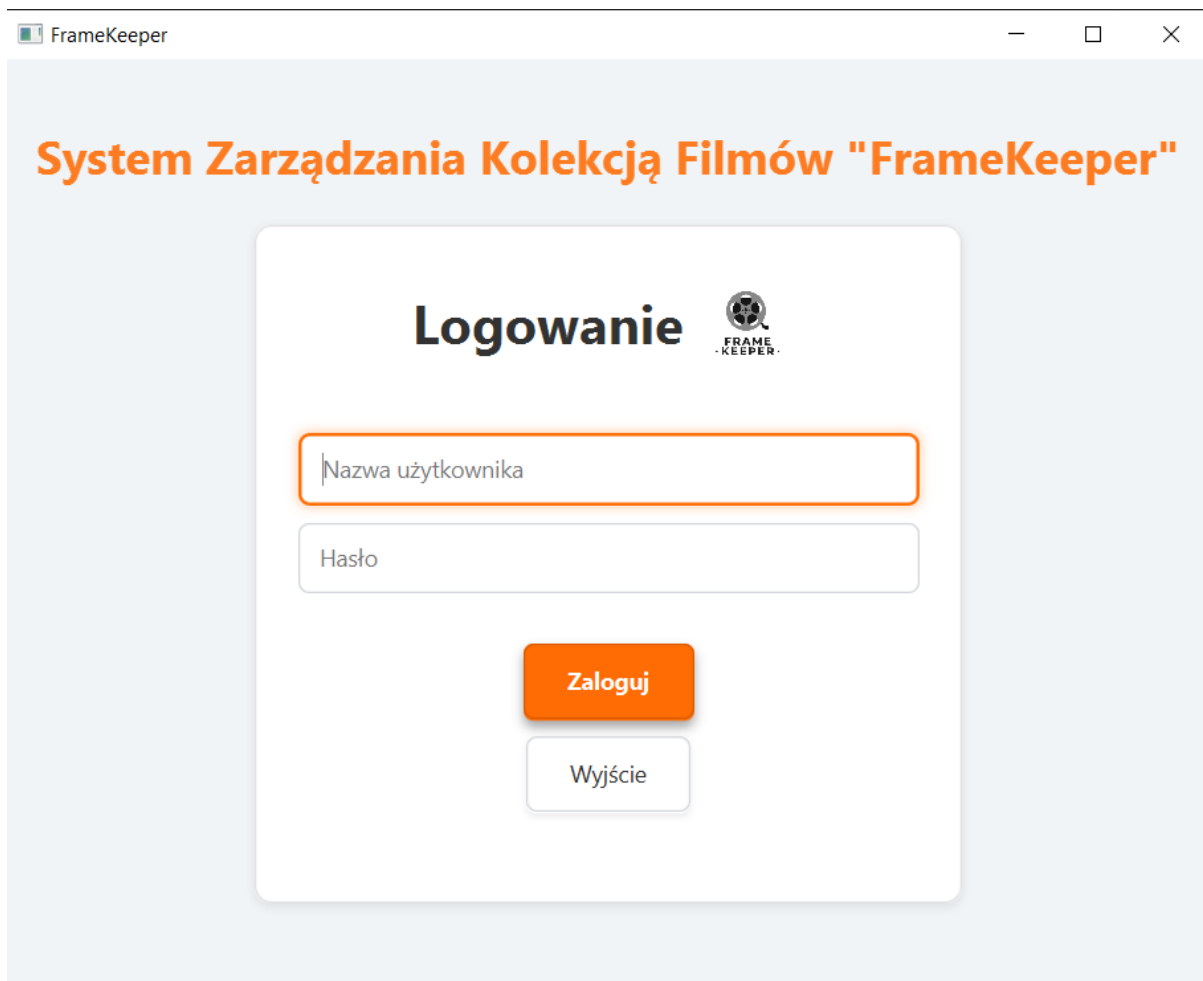 FrameKeeper
System Zarządzania Kolekcją Filmów "FrameKeeper"
Logowanie
FRAME
·KEEPER·
Nazwa użytkownika
Hasło
Zaloguj
Wyjście